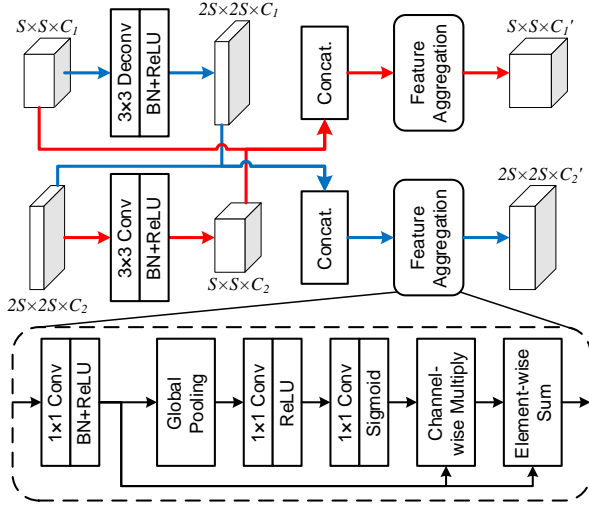 S×S×C₁
2S×2S×C₁
3×3 Deconv
BN+ReLU
Concat.
Feature
Aggregation
S×S×C₁'
3×3 Conv
BN+ReLU
Concat.
Feature
Aggregation
2S×2S×C₂'
2S×2S×C₂
S×S×C₂
1×1 Conv
BN+ReLU
Global
Pooling
1×1 Conv
ReLU
1×1 Conv
Sigmoid
Channel-
wise Multiply
Element-wise
Sum